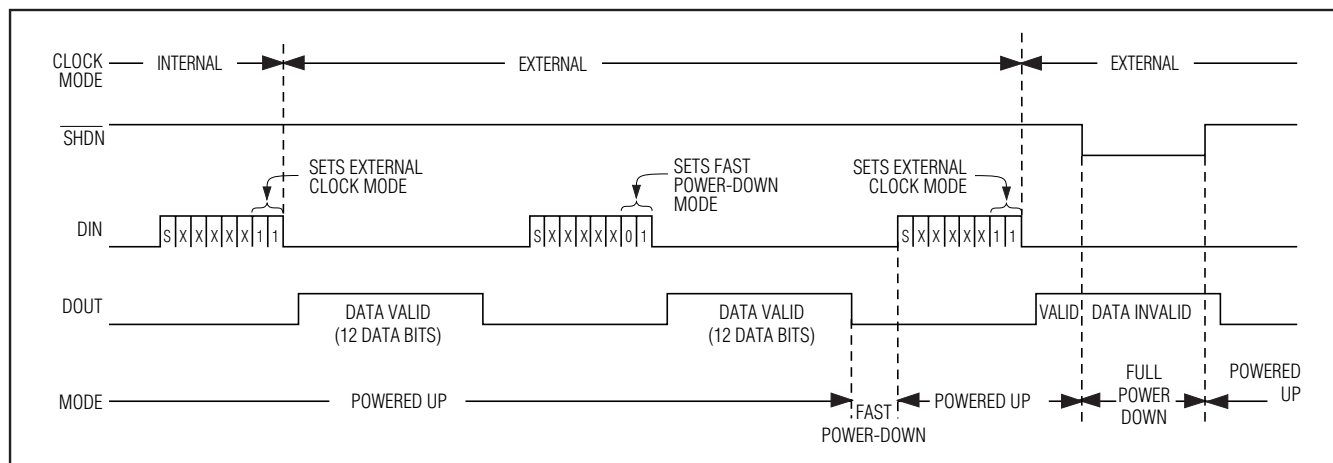 CLOCK
MODE
INTERNAL
EXTERNAL
EXTERNAL
SHDN
SETS EXTERNAL
CLOCK MODE
SETS FAST
POWER-DOWN
MODE
SETS EXTERNAL
CLOCK MODE
DIN
S X X X X X 1 1
S X X X X X 0 1
S X X X X X 1 1
DOUT
DATA VALID
(12 DATA BITS)
DATA VALID
(12 DATA BITS)
VALID
DATA INVALID
MODE
POWERED UP
FAST
POWER-DOWN
POWERED UP
FULL
POWER
DOWN
POWERED
UP